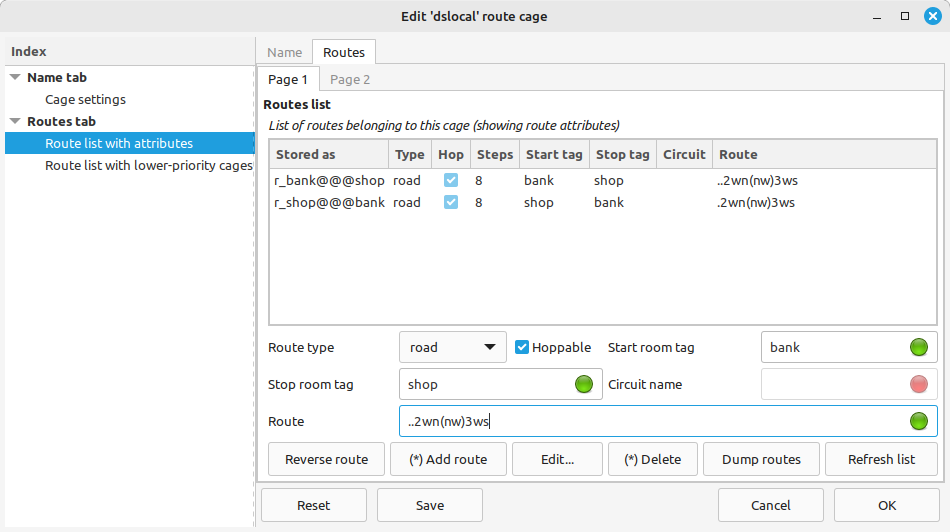 Edit 'dslocal' route cage
Index
Name tab
Cage settings
Routes tab
Route list with attributes
Route list with lower-priority cages
Name Routes
Page 1 Page 2
Routes list
List of routes belonging to this cage (showing route attributes)
Stored as Type Hop Steps Start tag Stop tag Circuit Route
r_bank@@@shop road 8 bank shop ..2wn(nw)3ws
r_shop@@@bank road 8 shop bank .2wn(nw)3ws
Route type road Hoppable Start room tag bank
Stop room tag shop Circuit name
Route ..2wn(nw)3ws
Reverse route (*) Add route Edit... (*) Delete Dump routes Refresh list
Reset Save Cancel OK